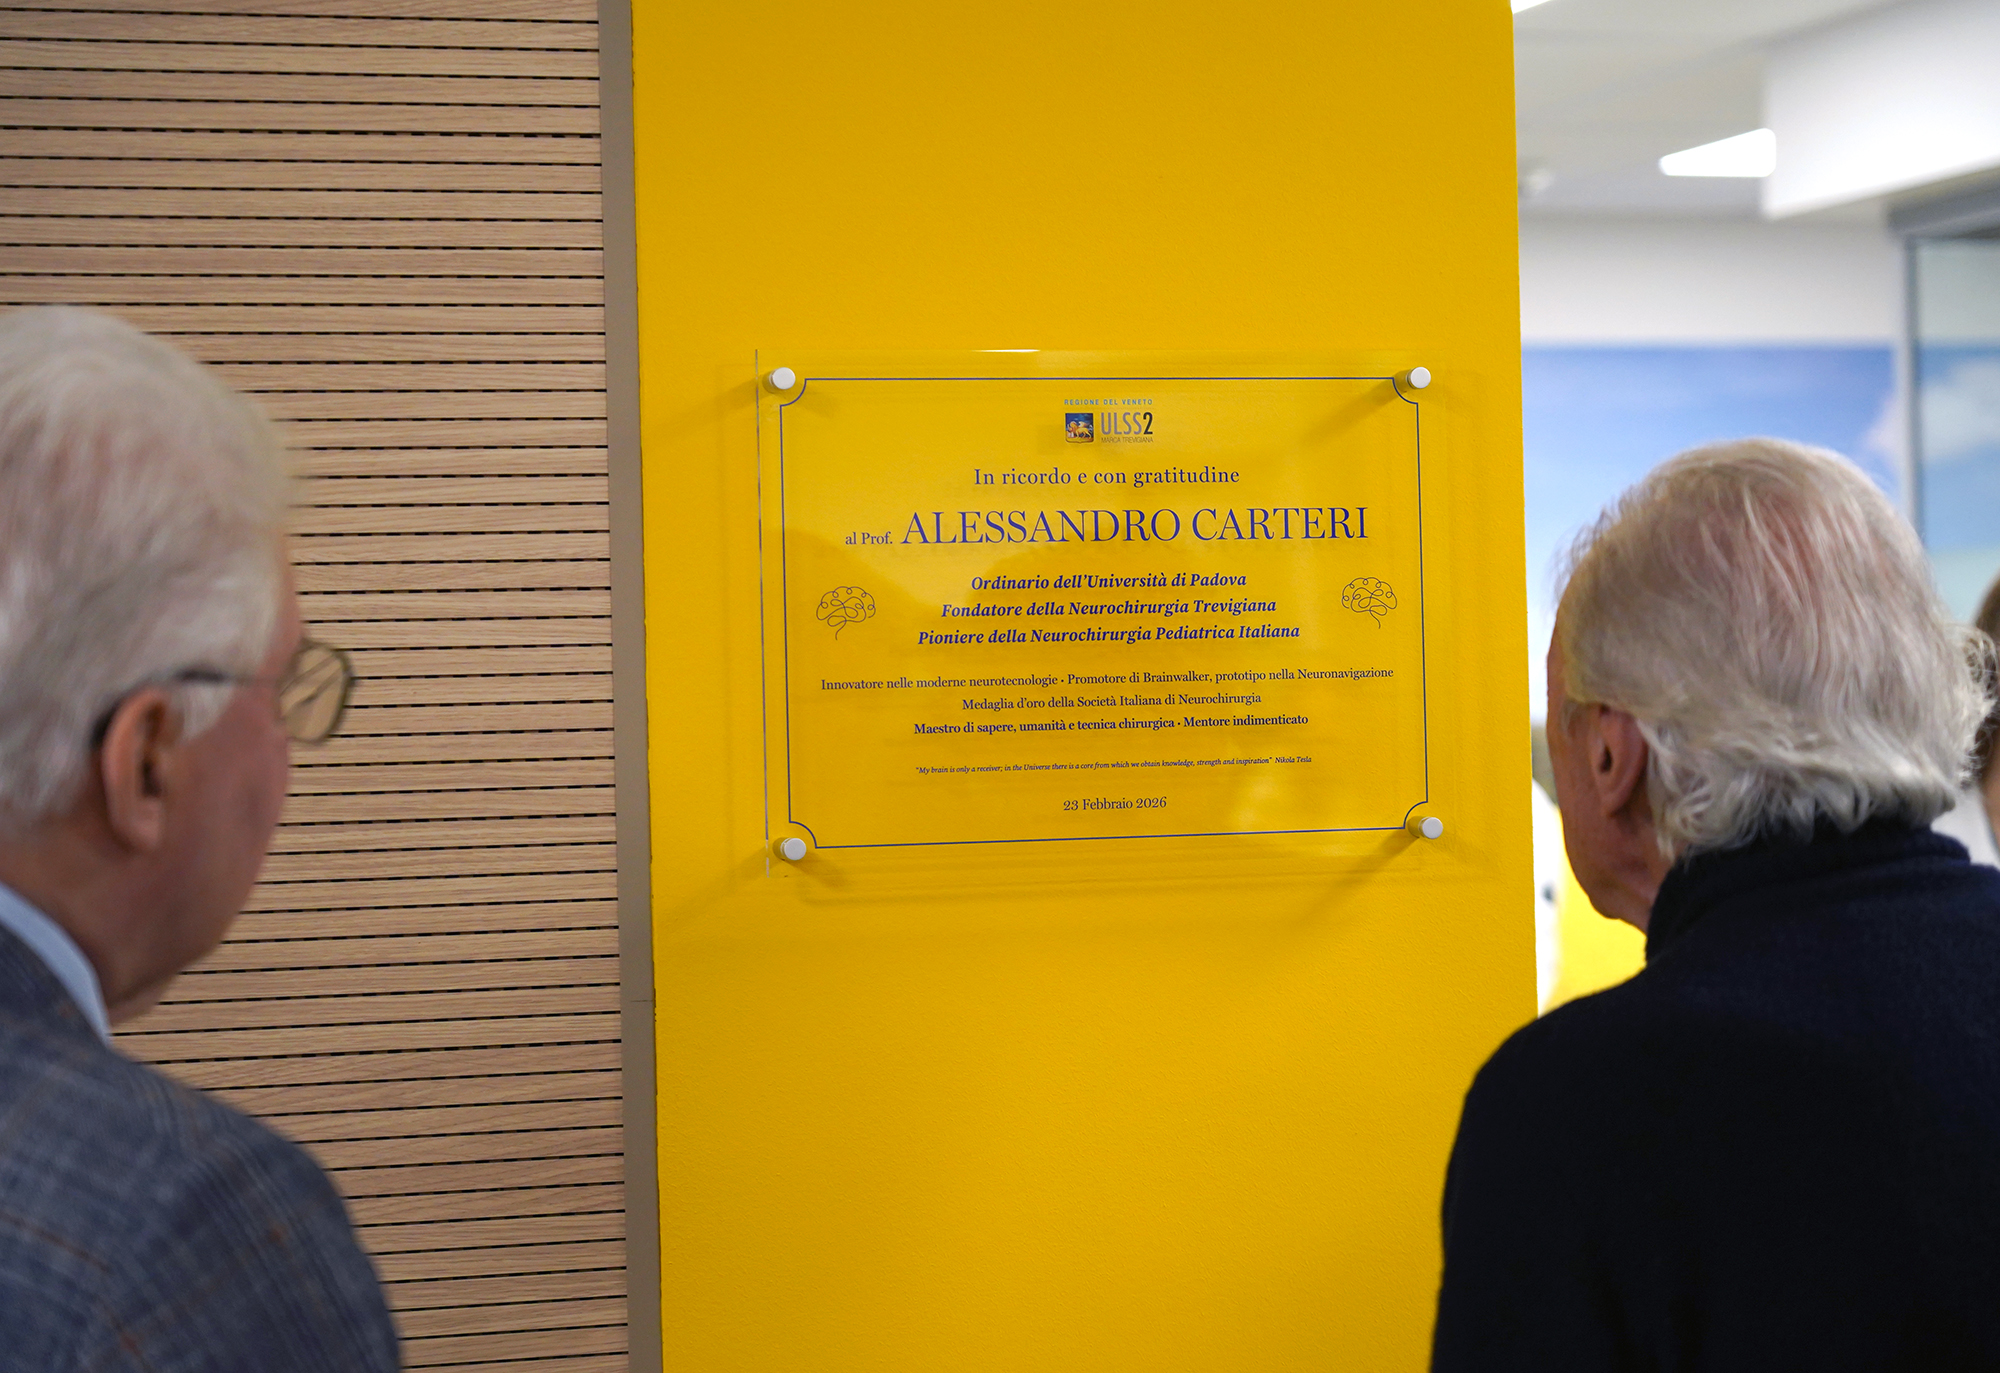 REGIONE DEL VENETO
ULSS2
MARCA TREVIGIANA
In ricordo e con gratitudine
al Prof. ALESSANDRO CARTERI
Ordinario dell'Università di Padova
Fondatore della Neurochirurgia Trevigiana
Pioniere della Neurochirurgia Pediatrica Italiana
Innovatore nelle moderne neurotecnologie • Promotore di Brainwalker, prototipo nella Neuronavigazione
Medaglia d'oro della Società Italiana di Neurochirurgia
Maestro di sapere, umanità e tecnica chirurgica • Mentore indimenticato
"My brain is only a receiver; in the Universe there is a core from which we obtain knowledge, strength and inspiration" Nikola Tesla
23 Febbraio 2026